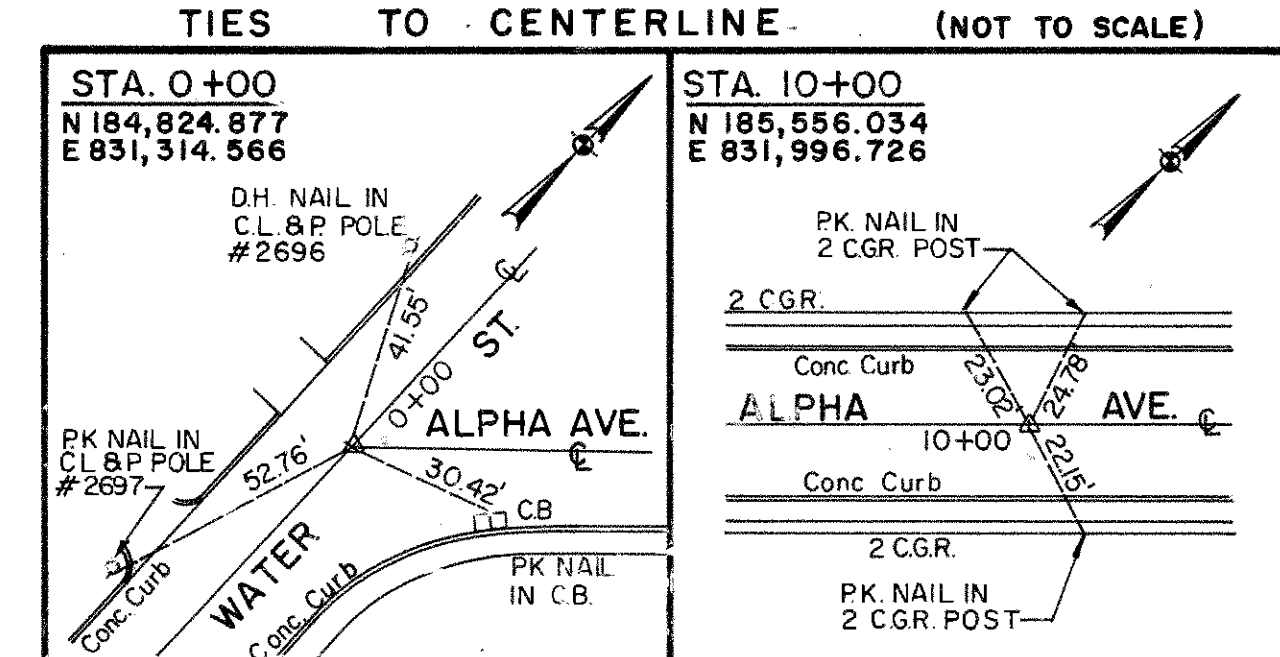 TIES TO CENTERLINE (NOT TO SCALE)
STA. 0+00
N 184,824.877
E 831,314.566
D.H. NAIL IN
C.L.&P. POLE
#2696
41.55'
℄
WATER ST.
0+00
ALPHA AVE.
℄
P.K NAIL IN
C L & P POLE
#2697
52.76'
30.42'
C.B
PK NAIL
IN C.B.
Conc. Curb
Conc. Curb
STA. 10+00
N 185,556.034
E 831,996.726
P.K. NAIL IN
2 C.G.R. POST
2 CGR.
Conc Curb
23.02
24.78
ALPHA AVE. ℄
10+00
22.15'
Conc Curb
2 C.G.R.
P.K. NAIL IN
2 C.G.R. POST